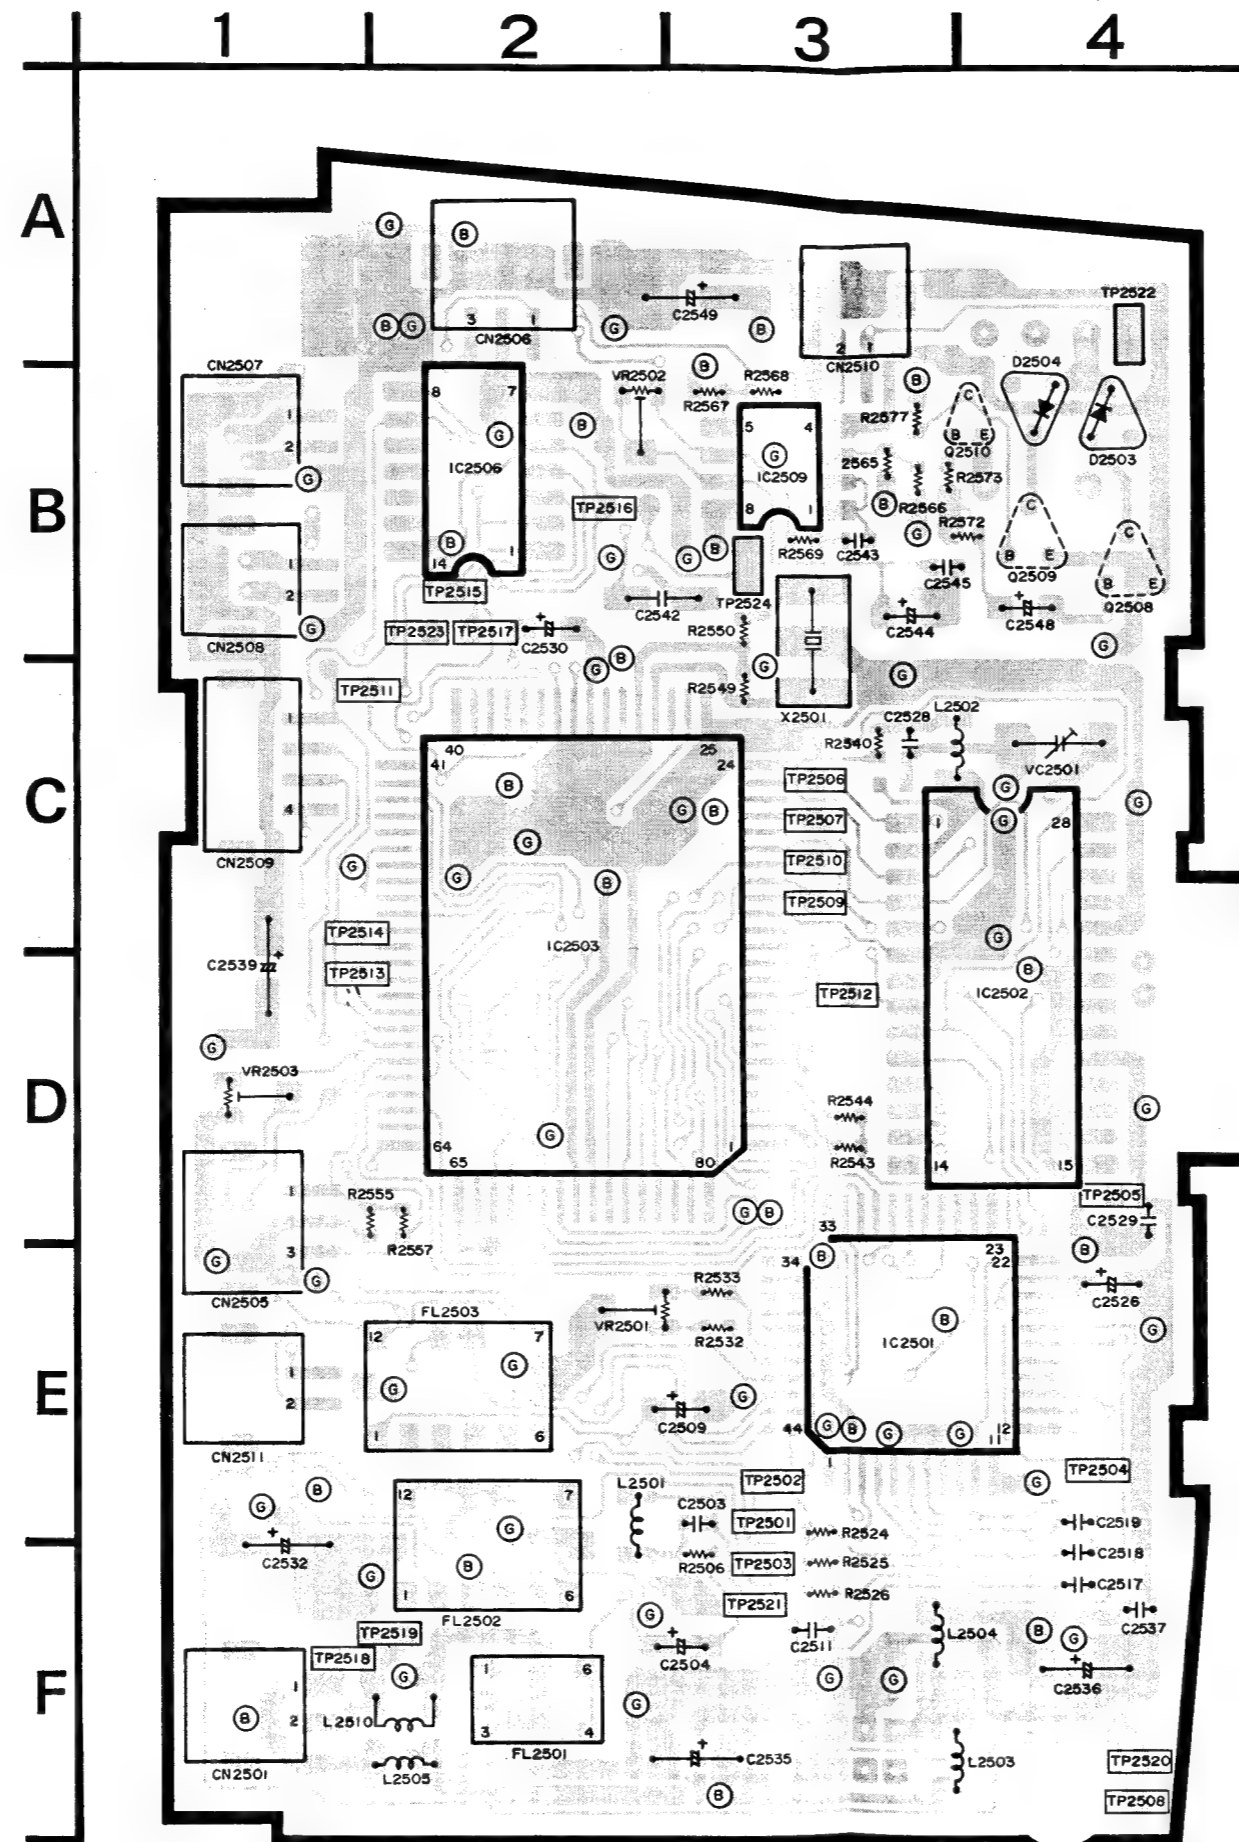 1 2 3 4
A
G B
C2549
TP2522
3 1
B G CN2506 G B
2 1
CN2510
CN2507
VR2502 B R2568
D2504
8 7
R2567
B
1
2
G
IC2506
B
5 4
G
IC2509
R2577
C
B E
Q2510
D2503
G
2565
R2573
B
TP2516
8 1
B R2566
R2572
C
C
B
14 1
G G B
R2569
C2543
G
B E
Q2509
B E
Q2508
1
2
TP2515
C2542
TP2524
C2545
G
CN2508
TP2523 TP2517
C2530
R2550
C2544
C2548
G
G B
G
G
TP2511
R2549
X2501
C2528 L2502
1
4
CN2509
R2540
VC2501
C
40 25
41 24
B
G B
G
G B
TP2506
TP2507
TP2510
TP2509
G
G
1 28
G
G
TP2514
IC2503
G
C2539
TP2513
TP2512
B
IC2502
G
VR2503
D
R2544
G
G
64 1
65 80
R2543
14 15
1
3
R2555
R2557
G B
TP2505
C2529
33
34
23
22
B
B
G
G
CN2505
R2533
C2526
FL2503
VR2501
R2532
B
IC2501
G
12 7
G
G
1
2
E
1 6
C2509
G
44
G B G G
11 12
1
CN2511
TP2502
TP2504
G
B
G
C2532
12 7
G
B
1 6
FL2502
L2501
C2503
TP2501
R2524
C2519
R2506
TP2503
R2525
C2518
G
R2526
C2517
TP2521
G
C2537
TP2519
TP2518
C2504
C2511
L2504
B
G
C2536
F
1
2
B
CN2501
G
L2510
L2505
1 6
3 4
FL2501
G
G
G
C2535
L2503
TP2520
B
TP2508